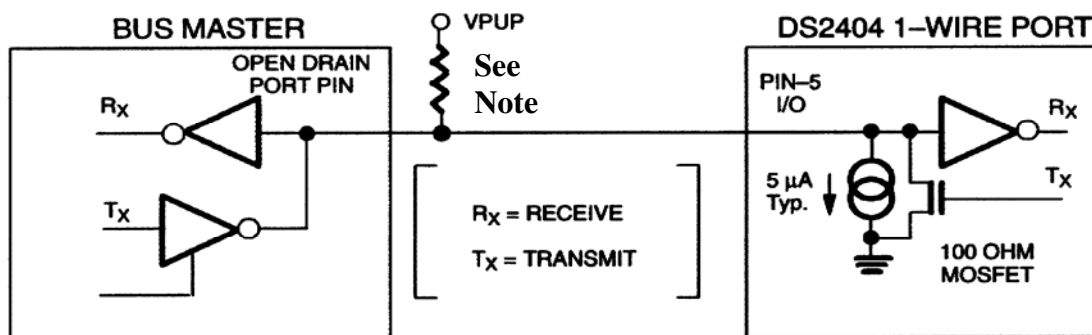 BUS MASTER
VPUP
DS2404 1–WIRE PORT
OPEN DRAIN
PORT PIN
See
Note
PIN–5
I/O
RX
RX
TX
5 μA
Typ.
TX
RX = RECEIVE
TX = TRANSMIT
100 OHM
MOSFET